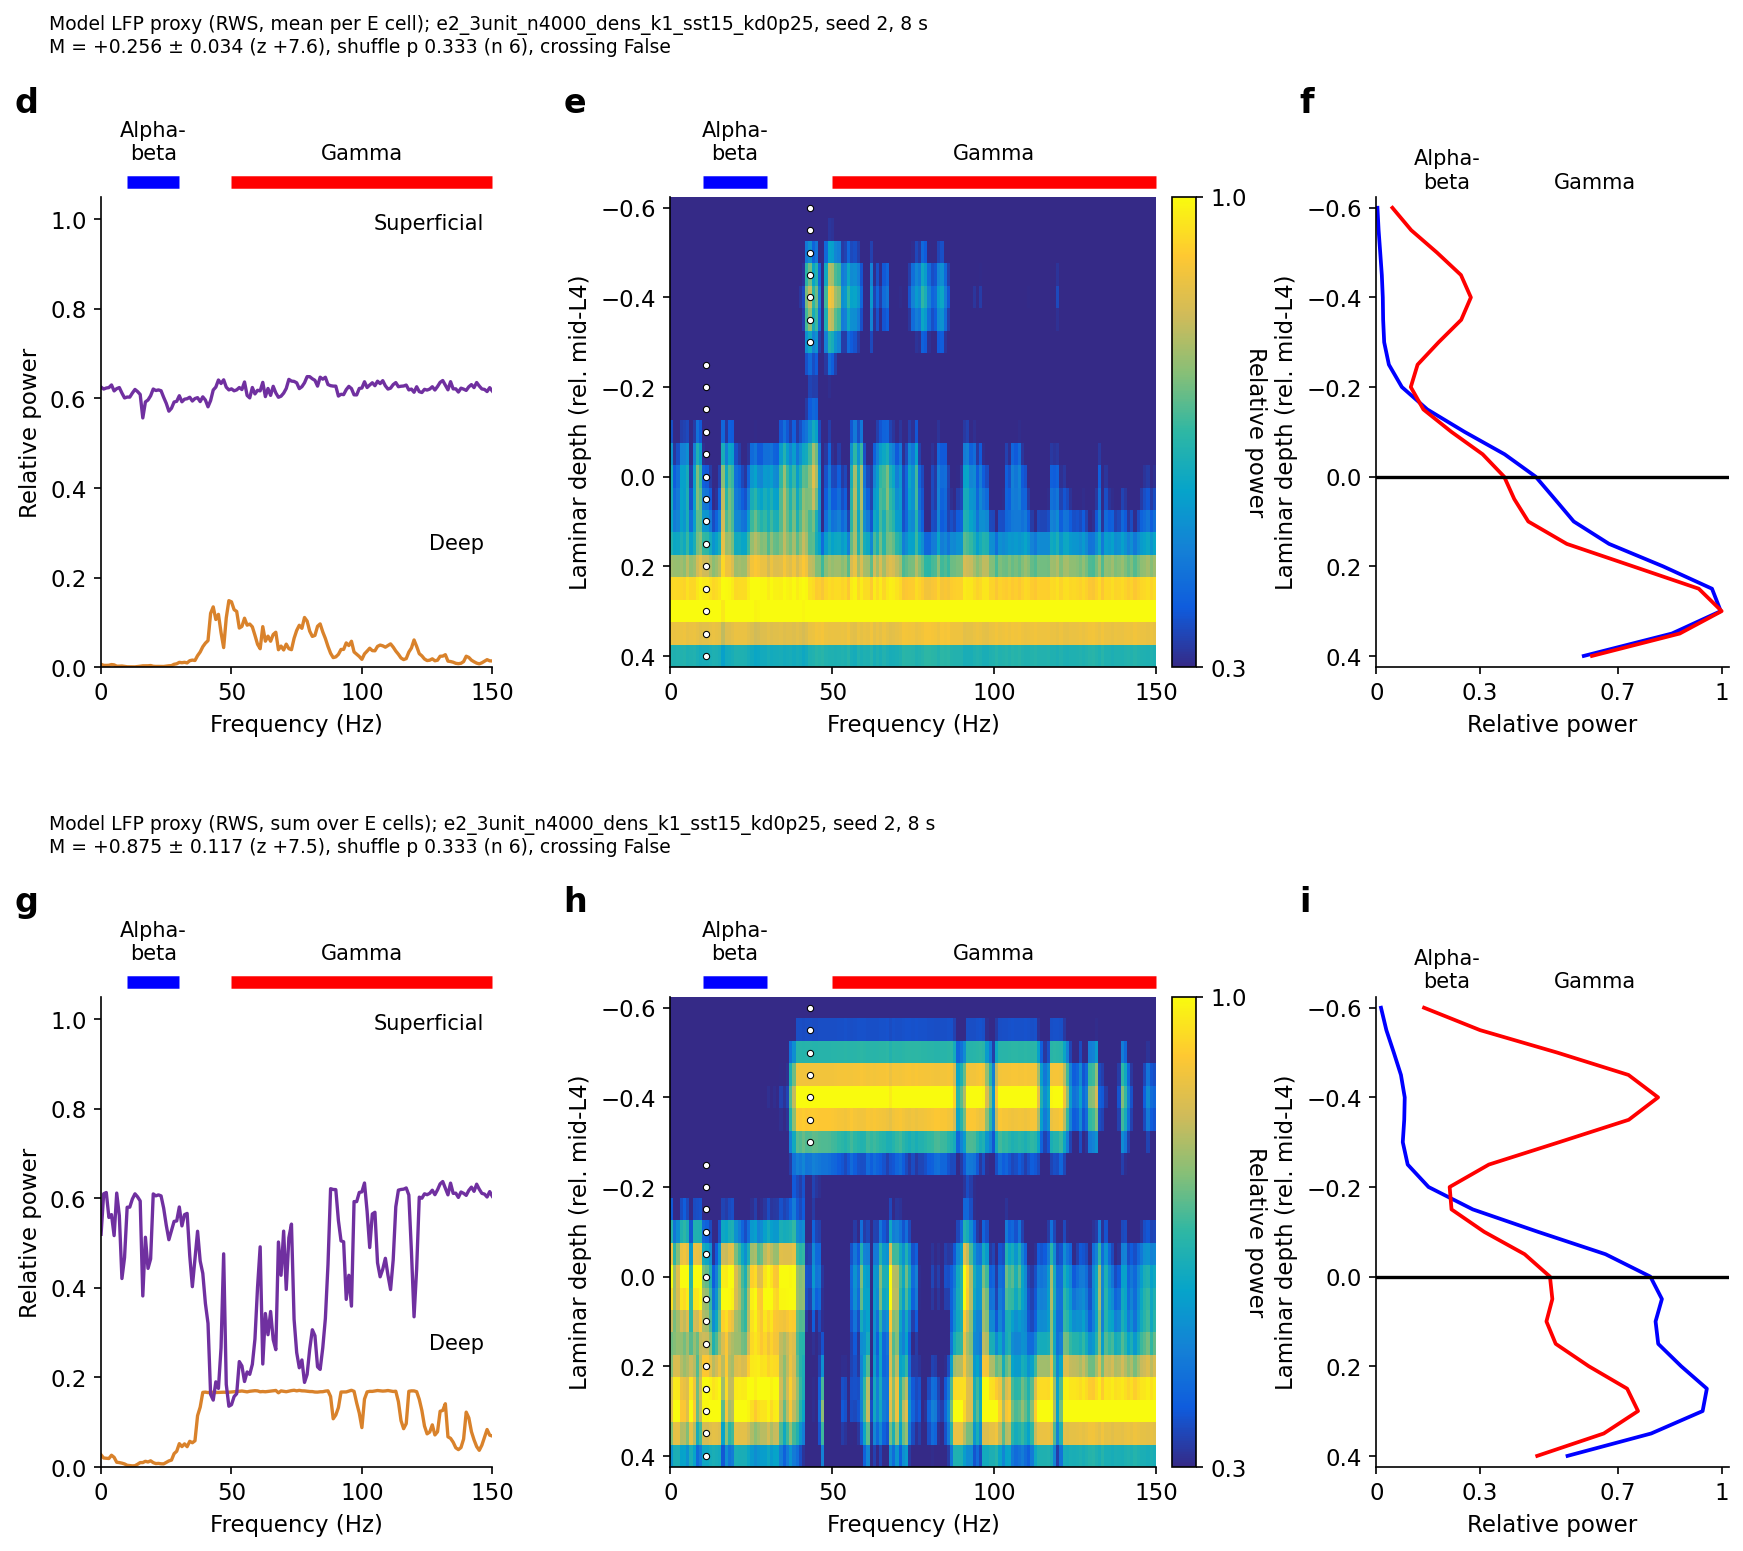 Model LFP proxy (RWS, mean per E cell); e2_3unit_n4000_dens_k1_sst15_kd0p25, seed 2, 8 s
M = +0.256 ± 0.034 (z +7.6), shuffle p 0.333 (n 6), crossing False
d
Alpha-
beta
Gamma
Superficial
Deep
Relative power
1.0
0.8
0.6
0.4
0.2
0.0
0
50
100
150
Frequency (Hz)
e
Alpha-
beta
Gamma
Laminar depth (rel. mid-L4)
−0.6
−0.4
−0.2
0.0
0.2
0.4
0
50
100
150
Frequency (Hz)
1.0
0.3
Relative power
f
Alpha-
beta
Gamma
Laminar depth (rel. mid-L4)
−0.6
−0.4
−0.2
0.0
0.2
0.4
0
0.3
0.7
1
Relative power
Model LFP proxy (RWS, sum over E cells); e2_3unit_n4000_dens_k1_sst15_kd0p25, seed 2, 8 s
M = +0.875 ± 0.117 (z +7.5), shuffle p 0.333 (n 6), crossing False
g
Alpha-
beta
Gamma
Superficial
Deep
Relative power
1.0
0.8
0.6
0.4
0.2
0.0
0
50
100
150
Frequency (Hz)
h
Alpha-
beta
Gamma
Laminar depth (rel. mid-L4)
−0.6
−0.4
−0.2
0.0
0.2
0.4
0
50
100
150
Frequency (Hz)
1.0
0.3
Relative power
i
Alpha-
beta
Gamma
Laminar depth (rel. mid-L4)
−0.6
−0.4
−0.2
0.0
0.2
0.4
0
0.3
0.7
1
Relative power